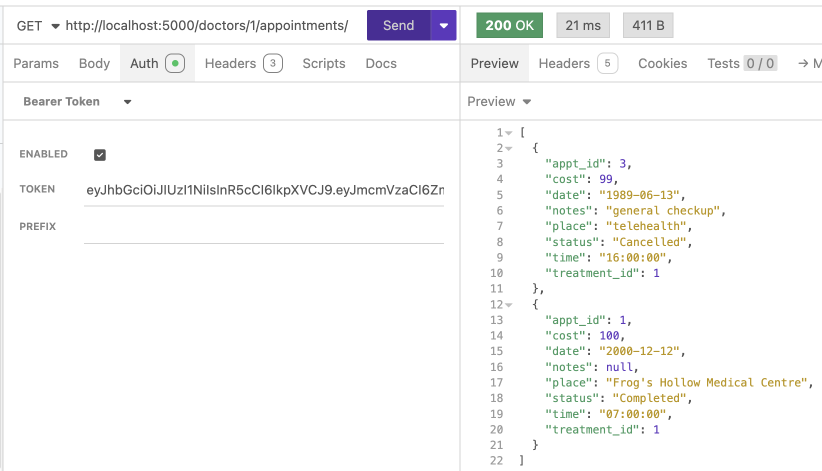 GET http://localhost:5000/doctors/1/appointments/ Send 200 OK 21 ms 411 B
Params Body Auth Headers 3 Scripts Docs Preview Headers 5 Cookies Tests 0 / 0 → M
Bearer Token Preview
ENABLED
TOKEN eyJhbGciOiJIUzI1NiIsInR5cCI6IkpXVCJ9.eyJmcmVzaCI6Zm
PREFIX
1 [
2 {
3 "appt_id": 3,
4 "cost": 99,
5 "date": "1989-06-13",
6 "notes": "general checkup",
7 "place": "telehealth",
8 "status": "Cancelled",
9 "time": "16:00:00",
10 "treatment_id": 1
11 },
12 {
13 "appt_id": 1,
14 "cost": 100,
15 "date": "2000-12-12",
16 "notes": null,
17 "place": "Frog's Hollow Medical Centre",
18 "status": "Completed",
19 "time": "07:00:00",
20 "treatment_id": 1
21 }
22 ]